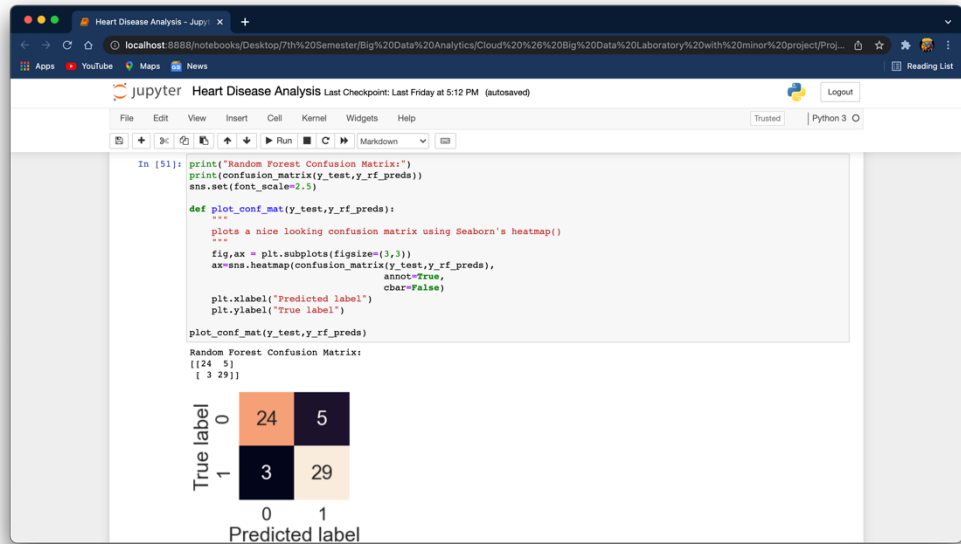 Heart Disease Analysis - Jupyt
localhost:8888/notebooks/Desktop/7th%20Semester/Big%20Data%20Analytics/Cloud%20%26%20Big%20Data%20Laboratory%20with%20minor%20project/Proj...
Apps YouTube Maps News Reading List
jupyter Heart Disease Analysis Last Checkpoint: Last Friday at 5:12 PM (autosaved) Logout
File Edit View Insert Cell Kernel Widgets Help Trusted Python 3
Run Markdown
In [51]: print("Random Forest Confusion Matrix:")
print(confusion_matrix(y_test,y_rf_preds))
sns.set(font_scale=2.5)
def plot_conf_mat(y_test,y_rf_preds):
"""
plots a nice looking confusion matrix using Seaborn's heatmap()
"""
fig,ax = plt.subplots(figsize=(3,3))
ax=sns.heatmap(confusion_matrix(y_test,y_rf_preds),
annot=True,
cbar=False)
plt.xlabel("Predicted label")
plt.ylabel("True label")
plot_conf_mat(y_test,y_rf_preds)
Random Forest Confusion Matrix:
[[24 5]
[ 3 29]]
True label
0 24 5
1 3 29
0 1
Predicted label